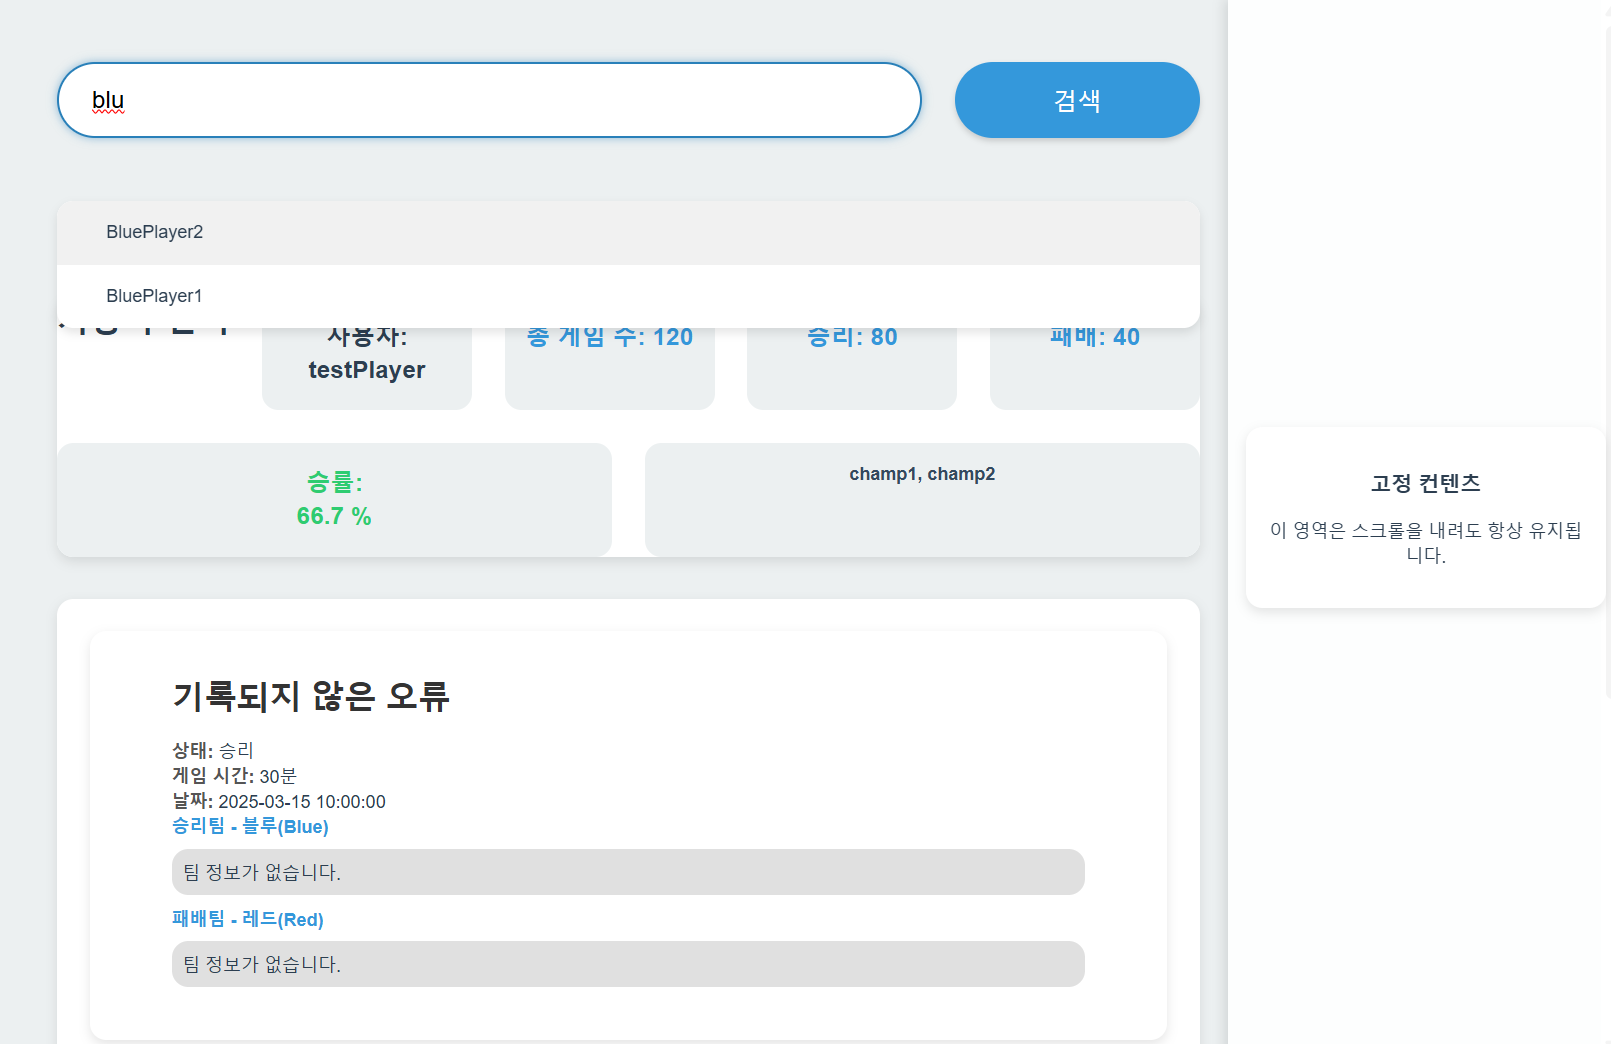 blu
검색
BluePlayer2
BluePlayer1
사용자:
testPlayer
총 게임 수: 120
승리: 80
패배: 40
승률:
66.7 %
champ1, champ2
고정 컨텐츠
이 영역은 스크롤을 내려도 항상 유지됩
니다.
기록되지 않은 오류
상태: 승리
게임 시간: 30분
날짜: 2025-03-15 10:00:00
승리팀 - 블루(Blue)
팀 정보가 없습니다.
패배팀 - 레드(Red)
팀 정보가 없습니다.